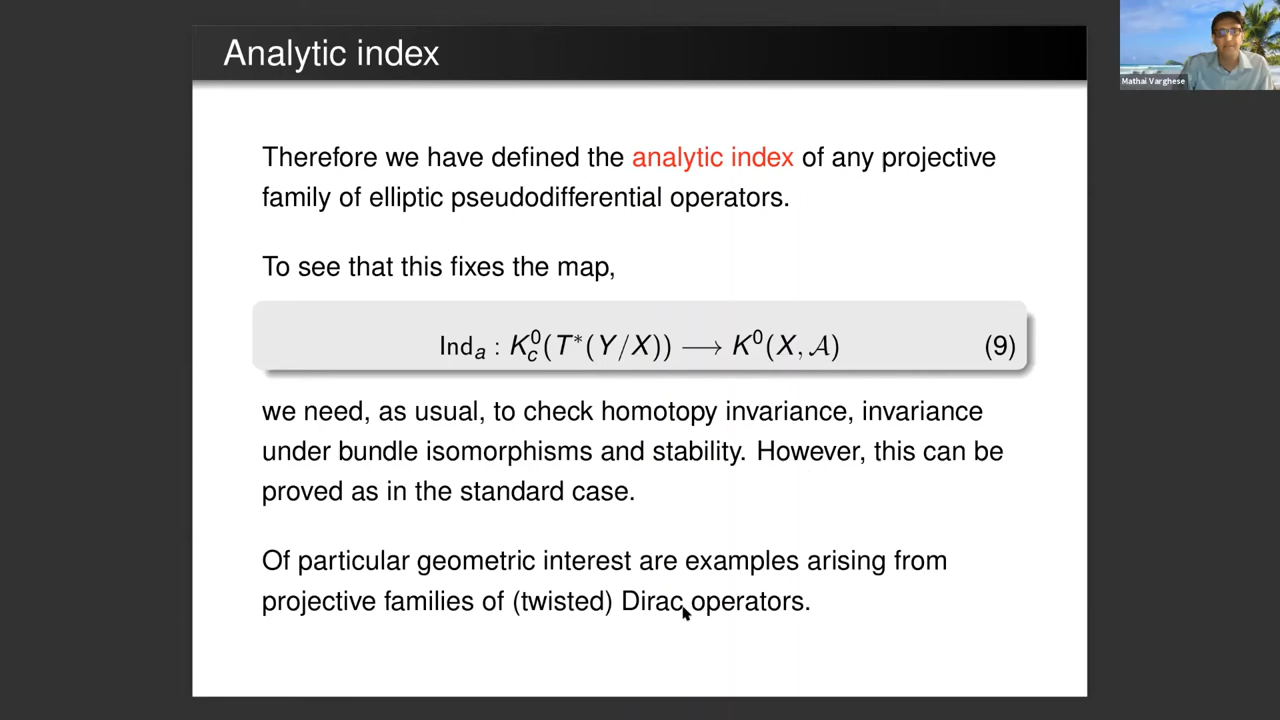 Analytic index
Mathai Varghese
Therefore we have defined the analytic index of any projective
family of elliptic pseudodifferential operators.
To see that this fixes the map,
Ind_a : K_c^0(T*(Y/X)) ⟶ K^0(X, 𝒜) (9)
we need, as usual, to check homotopy invariance, invariance
under bundle isomorphisms and stability. However, this can be
proved as in the standard case.
Of particular geometric interest are examples arising from
projective families of (twisted) Dirac operators.